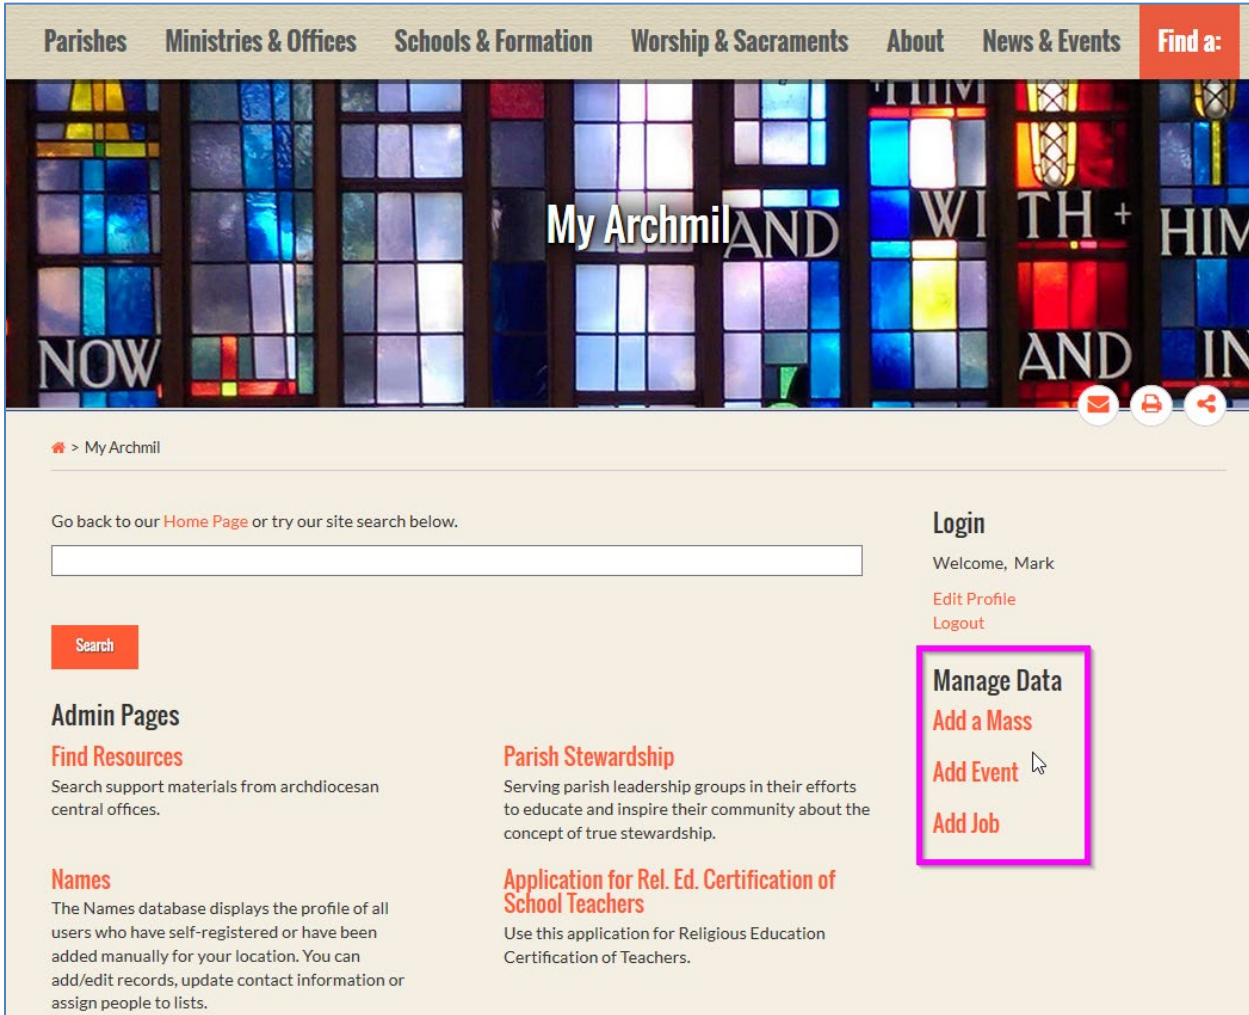 Parishes Ministries & Offices Schools & Formation Worship & Sacraments About News & Events Find a:
HIM
My Archmil AND WITH + HIM
NOW AND IN
> My Archmil
Go back to our Home Page or try our site search below.
Search
Admin Pages
Find Resources
Search support materials from archdiocesan
central offices.
Parish Stewardship
Serving parish leadership groups in their efforts
to educate and inspire their community about the
concept of true stewardship.
Names
The Names database displays the profile of all
users who have self-registered or have been
added manually for your location. You can
add/edit records, update contact information or
assign people to lists.
Application for Rel. Ed. Certification of
School Teachers
Use this application for Religious Education
Certification of Teachers.
Login
Welcome, Mark
Edit Profile
Logout
Manage Data
Add a Mass
Add Event
Add Job